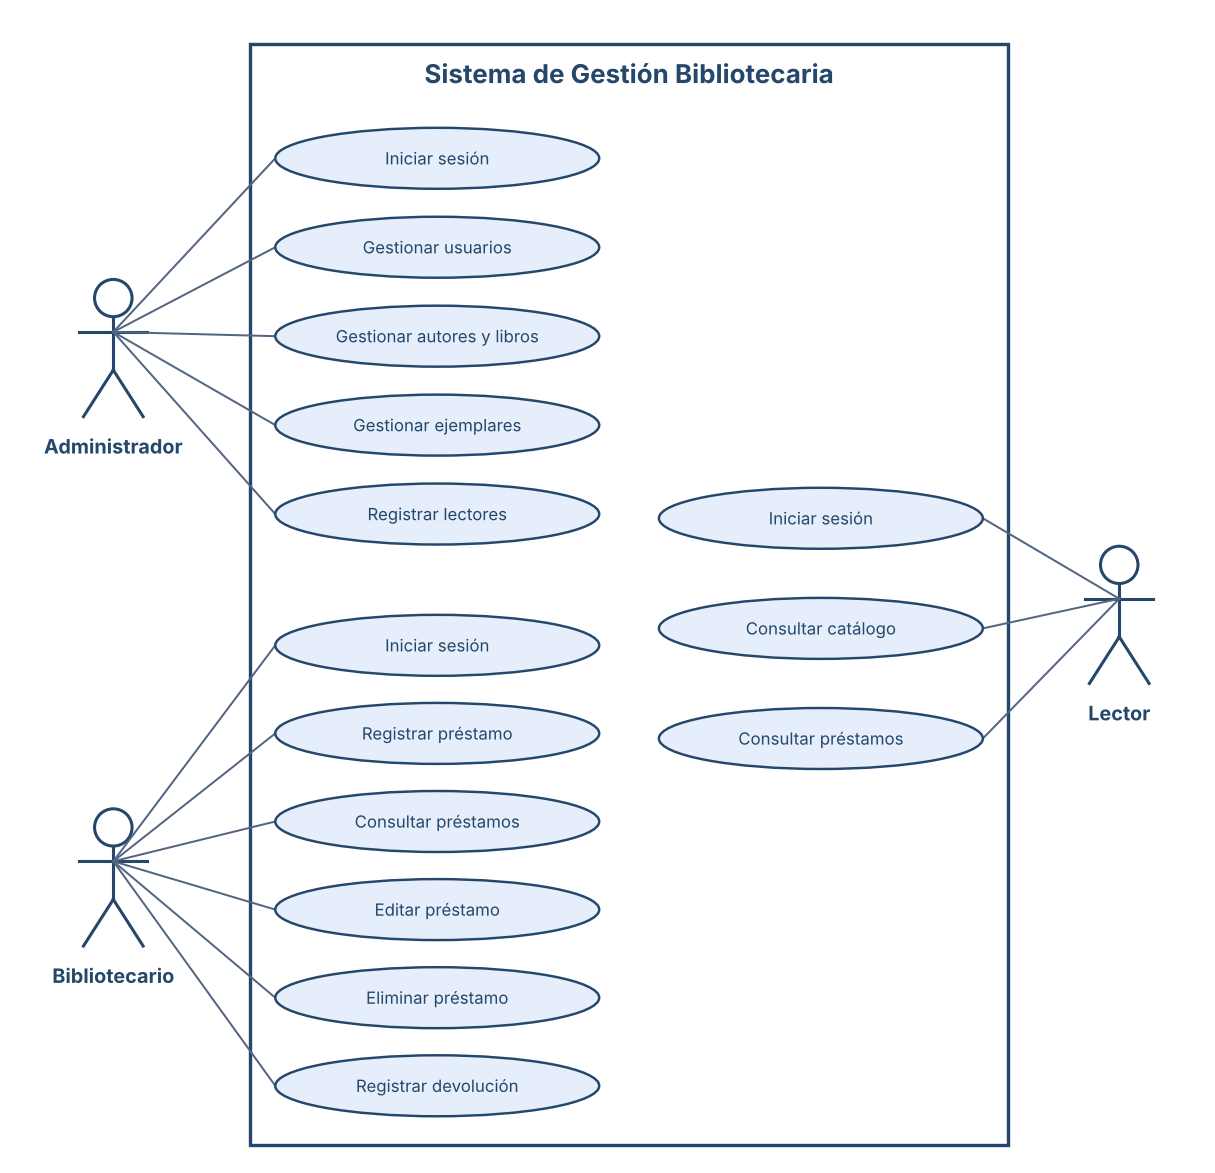 Sistema de Gestión Bibliotecaria
Iniciar sesión
Gestionar usuarios
Gestionar autores y libros
Gestionar ejemplares
Registrar lectores
Administrador
Iniciar sesión
Registrar préstamo
Consultar préstamos
Editar préstamo
Eliminar préstamo
Registrar devolución
Bibliotecario
Iniciar sesión
Consultar catálogo
Consultar préstamos
Lector